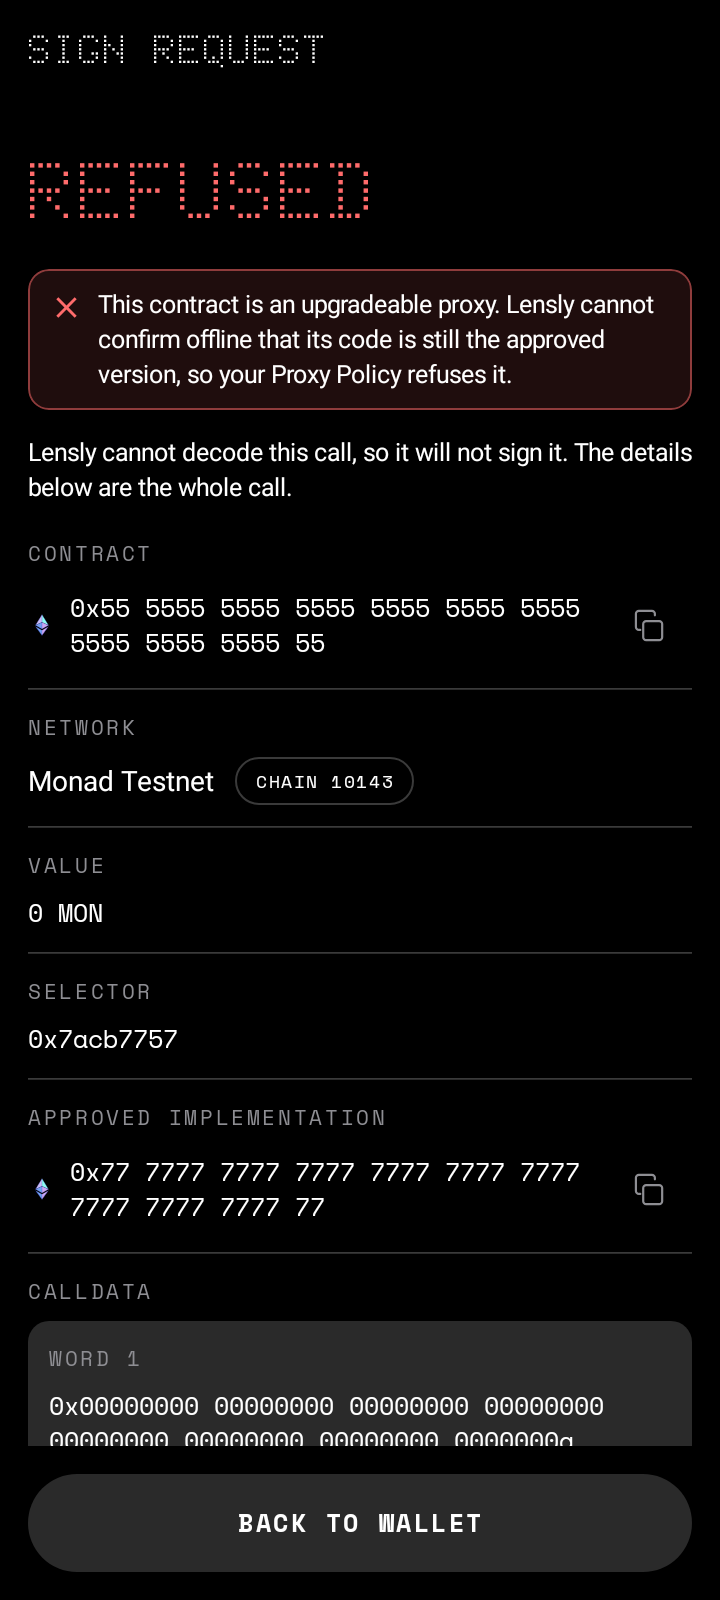 SIGN REQUEST
REFUSED
This contract is an upgradeable proxy. Lensly cannot
confirm offline that its code is still the approved
version, so your Proxy Policy refuses it.
Lensly cannot decode this call, so it will not sign it. The details
below are the whole call.
CONTRACT
0x55 5555 5555 5555 5555 5555 5555
5555 5555 5555 55
NETWORK
Monad Testnet CHAIN 10143
VALUE
0 MON
SELECTOR
0x7acb7757
APPROVED IMPLEMENTATION
0x77 7777 7777 7777 7777 7777 7777
7777 7777 7777 77
CALLDATA
WORD 1
0x00000000 00000000 00000000 00000000
00000000 00000000 00000000 0000000a
BACK TO WALLET